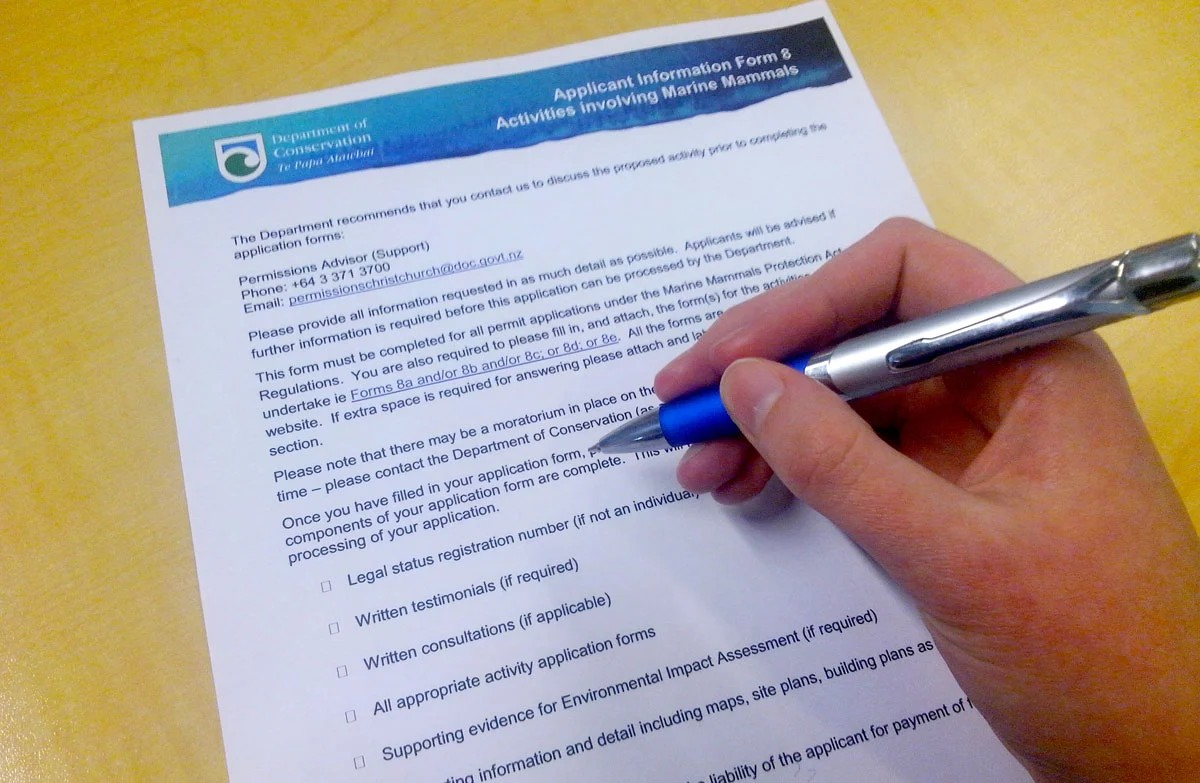 Applicant Information Form 8
Activities involving Marine Mammals
Department of
Conservation
Te Papa Atawhai
The Department recommends that you contact us to discuss the proposed activity prior to completing the
application forms:
Permissions Advisor (Support)
Phone: +64 3 371 3700
Email: permissionschristchurch@doc.govt.nz
Please provide all information requested in as much detail as possible. Applicants will be advised if
further information is required before this application can be processed by the Department.
This form must be completed for all permit applications under the Marine Mammals Protection Act
Regulations. You are also required to please fill in, and attach, the form(s) for the activities
undertake ie Forms 8a and/or 8b and/or 8c; or 8d; or 8e. All the forms are
website. If extra space is required for answering please attach and
section.
Please note that there may be a moratorium in place on the
time – please contact the Department of Conservation (as
Once you have filled in your application form,
components of your application form are complete. This will
processing of your application.
Legal status registration number (if not an individual)
Written testimonials (if required)
Written consultations (if applicable)
All appropriate activity application forms
Supporting evidence for Environmental Impact Assessment (if required)
information and detail including maps, site plans, building plans as
liability of the applicant for payment of